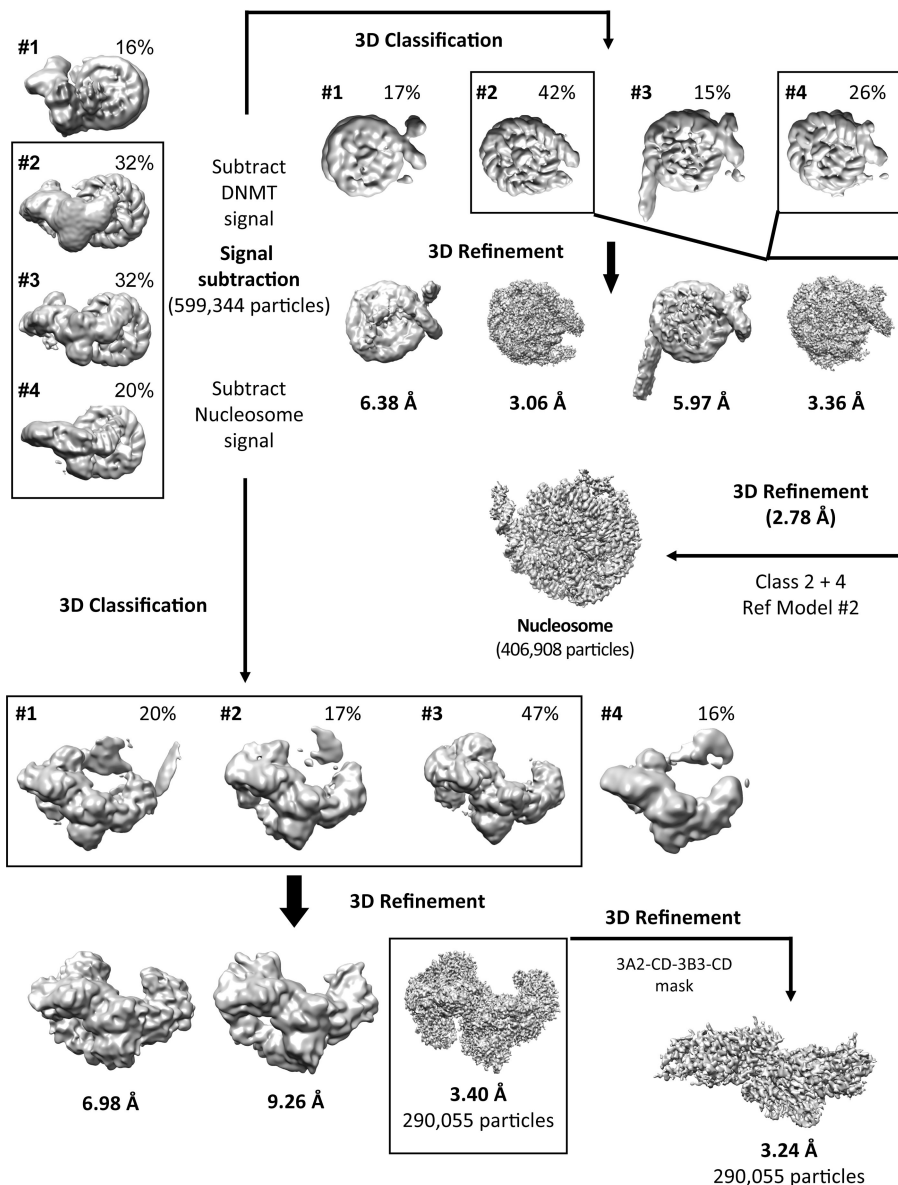 3D Classification
#1 16%
#2 32%
#3 32%
#4 20%
Subtract
DNMT
signal
Signal
subtraction
(599,344 particles)
Subtract
Nucleosome
signal
#1 17%
#2 42%
#3 15%
#4 26%
3D Refinement
6.38 Å
3.06 Å
5.97 Å
3.36 Å
3D Refinement
(2.78 Å)
Class 2 + 4
Ref Model #2
Nucleosome
(406,908 particles)
3D Classification
#1 20%
#2 17%
#3 47%
#4 16%
3D Refinement
6.98 Å
9.26 Å
3.40 Å
290,055 particles
3D Refinement
3A2-CD-3B3-CD
mask
3.24 Å
290,055 particles